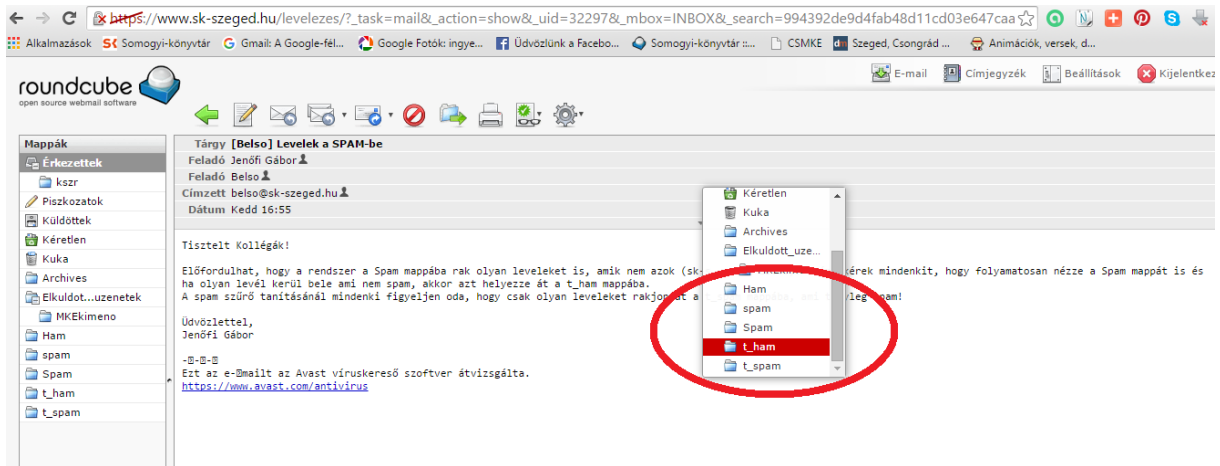 https://www.sk-szeged.hu/levelezes/?_task=mail&_action=show&_uid=32297&_mbox=INBOX&_search=994392de9d4fab48d11cd03e647caa
Alkalmazások Somogyi-könyvtár Gmail: A Google-fél... Google Fotók: ingye... Üdvözlünk a Facebo... Somogyi-könyvtár ::... CSMKE Szeged, Csongrád ... Animációk, versek, d...
roundcube
open source webmail software
E-mail Címjegyzék Beállítások Kijelentkez
Mappák
Érkezettek
kszr
Piszkozatok
Küldöttek
Kéretlen
Kuka
Archives
Elkuldot...uzenetek
MKEkimeno
Ham
spam
Spam
t_ham
t_spam
Tárgy [Belso] Levelek a SPAM-be
Feladó Jenőfi Gábor
Feladó Belso
Címzett belso@sk-szeged.hu
Dátum Kedd 16:55
Tisztelt Kollégák!
Előfordulhat, hogy a rendszer a Spam mappába rak olyan leveleket is, amik nem azok (sk- kérek mindenkit, hogy folyamatosan nézze a Spam mappát is és
ha olyan levél kerül bele ami nem spam, akkor azt helyezze át a t_ham mappába.
A spam szűrő tanításánál mindenki figyeljen oda, hogy csak olyan leveleket rakjon át a
Üdvözlettel,
Jenőfi Gábor
Ezt az e-mailt az Avast víruskereső szoftver átvizsgálta.
https://www.avast.com/antivirus
Kéretlen
Kuka
Archives
Elkuldott_uze...
Ham
spam
Spam
t_ham
t_spam